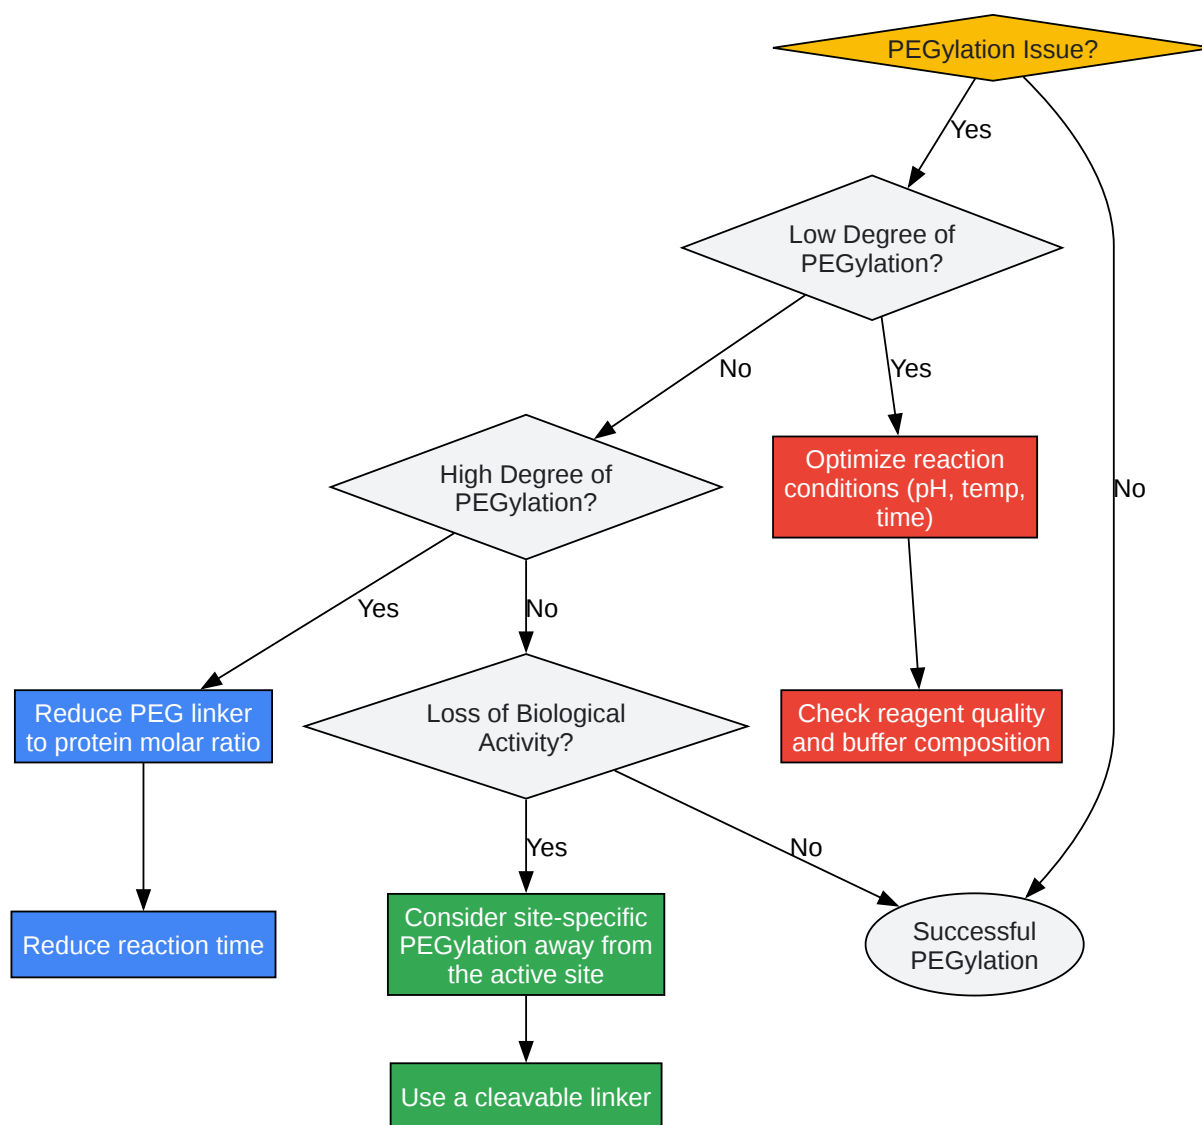 PEGylation Issue?
Yes
Low Degree of
PEGylation?
No
Yes
High Degree of
PEGylation?
Optimize reaction
conditions (pH, temp,
time)
No
Yes
No
Reduce PEG linker
to protein molar ratio
Loss of Biological
Activity?
Check reagent quality
and buffer composition
Yes
No
Reduce reaction time
Consider site-specific
PEGylation away from
the active site
Successful
PEGylation
Use a cleavable linker